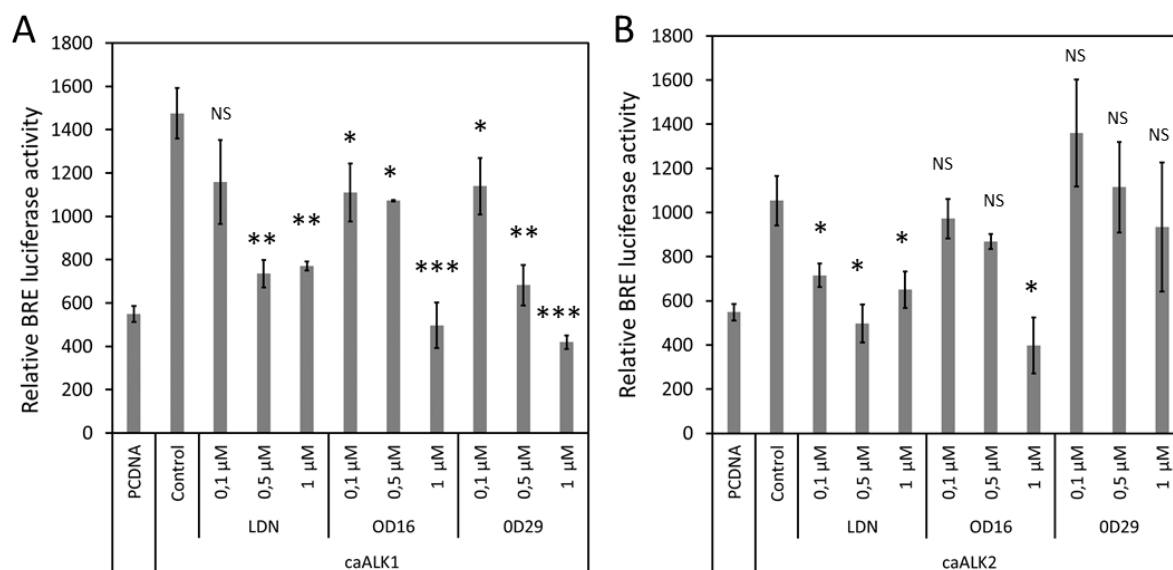 A
Relative BRE luciferase activity
1800
1600
1400
1200
1000
800
600
400
200
0
NS
**
**
*
*
***
*
**
***
PCDNA
Control
0,1 µM
0,5 µM
1 µM
0,1 µM
0,5 µM
1 µM
0,1 µM
0,5 µM
1 µM
LDN
OD16
0D29
caALK1
B
Relative BRE luciferase activity
1800
1600
1400
1200
1000
800
600
400
200
0
*
*
*
NS
NS
*
NS
NS
NS
PCDNA
Control
0,1 µM
0,5 µM
1 µM
0,1 µM
0,5 µM
1 µM
0,1 µM
0,5 µM
1 µM
LDN
OD16
0D29
caALK2